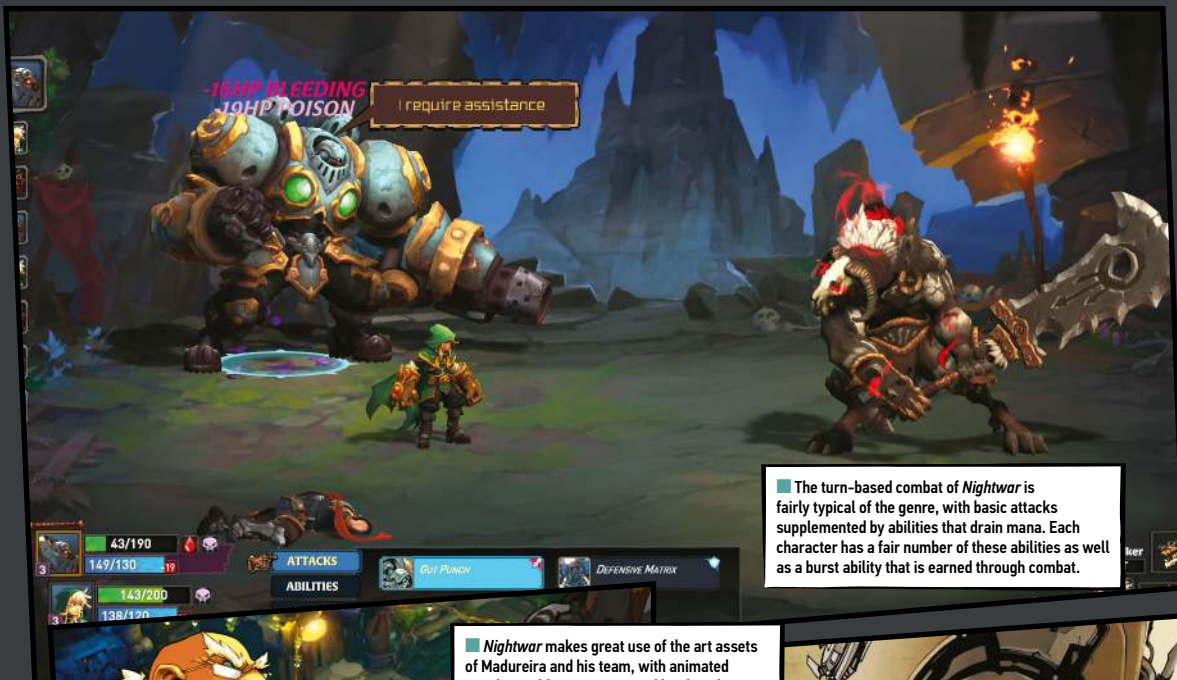 -16HP BLEEDING
-19HP POISON
I require assistance
The turn-based combat of Nightwar is
fairly typical of the genre, with basic attacks
supplemented by abilities that drain mana. Each
character has a fair number of these abilities as well
as a burst ability that is earned through combat.
43/190
149/130 -19
3
ATTACKS
ABILITIES
GUT PUNCH
DEFENSIVE MATRIX
143/200
138/120
3
ker
Nightwar makes great use of the art assets
of Madureira and his team, with animated